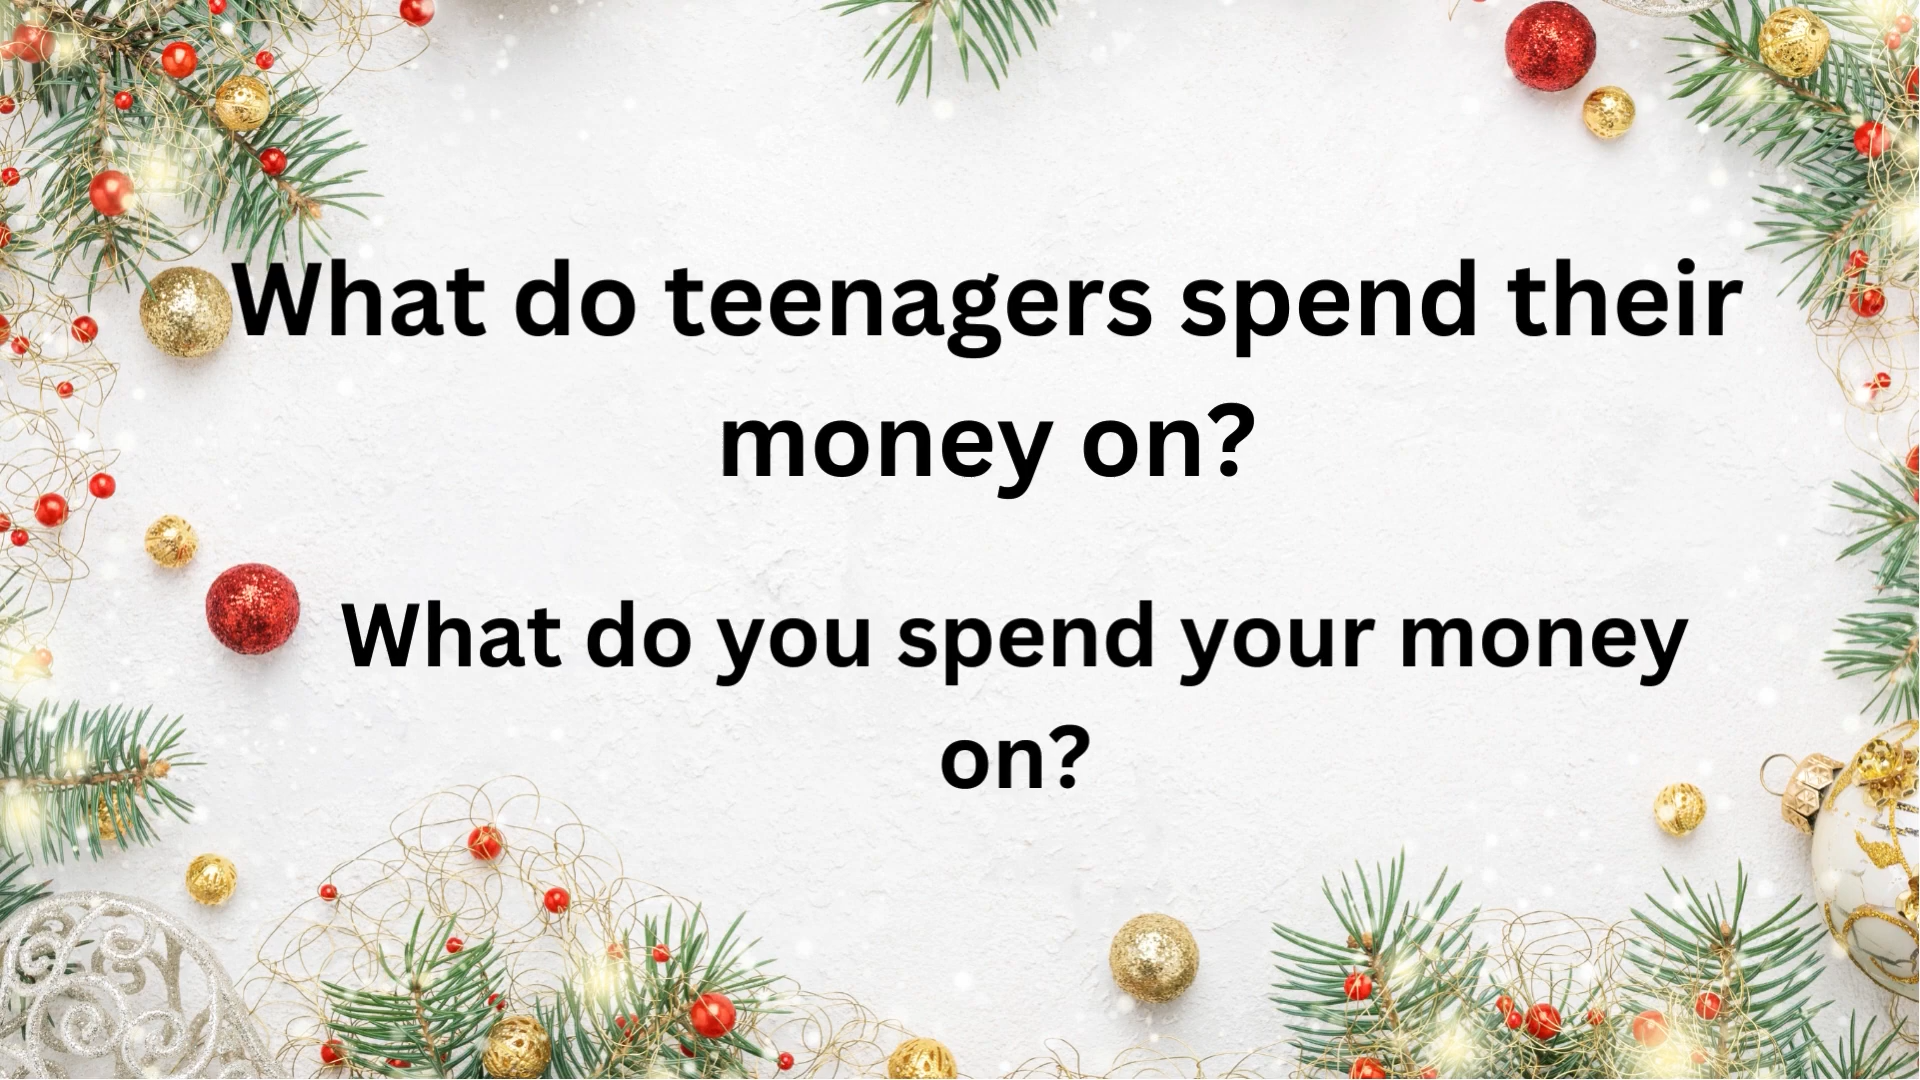 What do teenagers spend their
money on?
What do you spend your money
on?